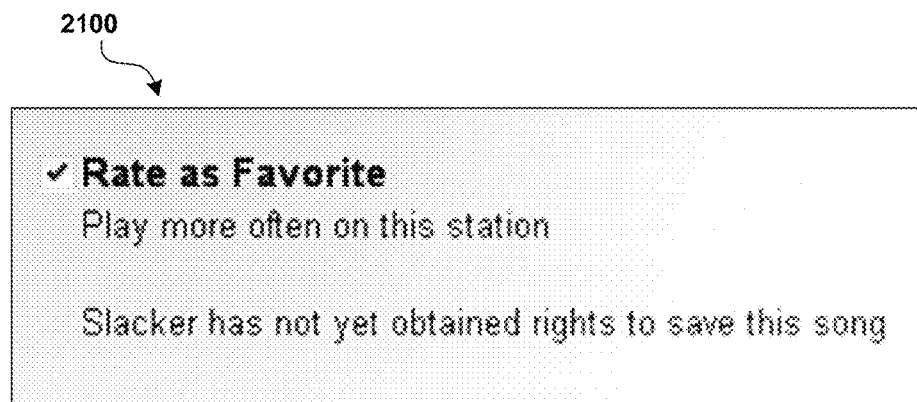 2100
✓ Rate as Favorite
Play more often on this station
Slacker has not yet obtained rights to save this song